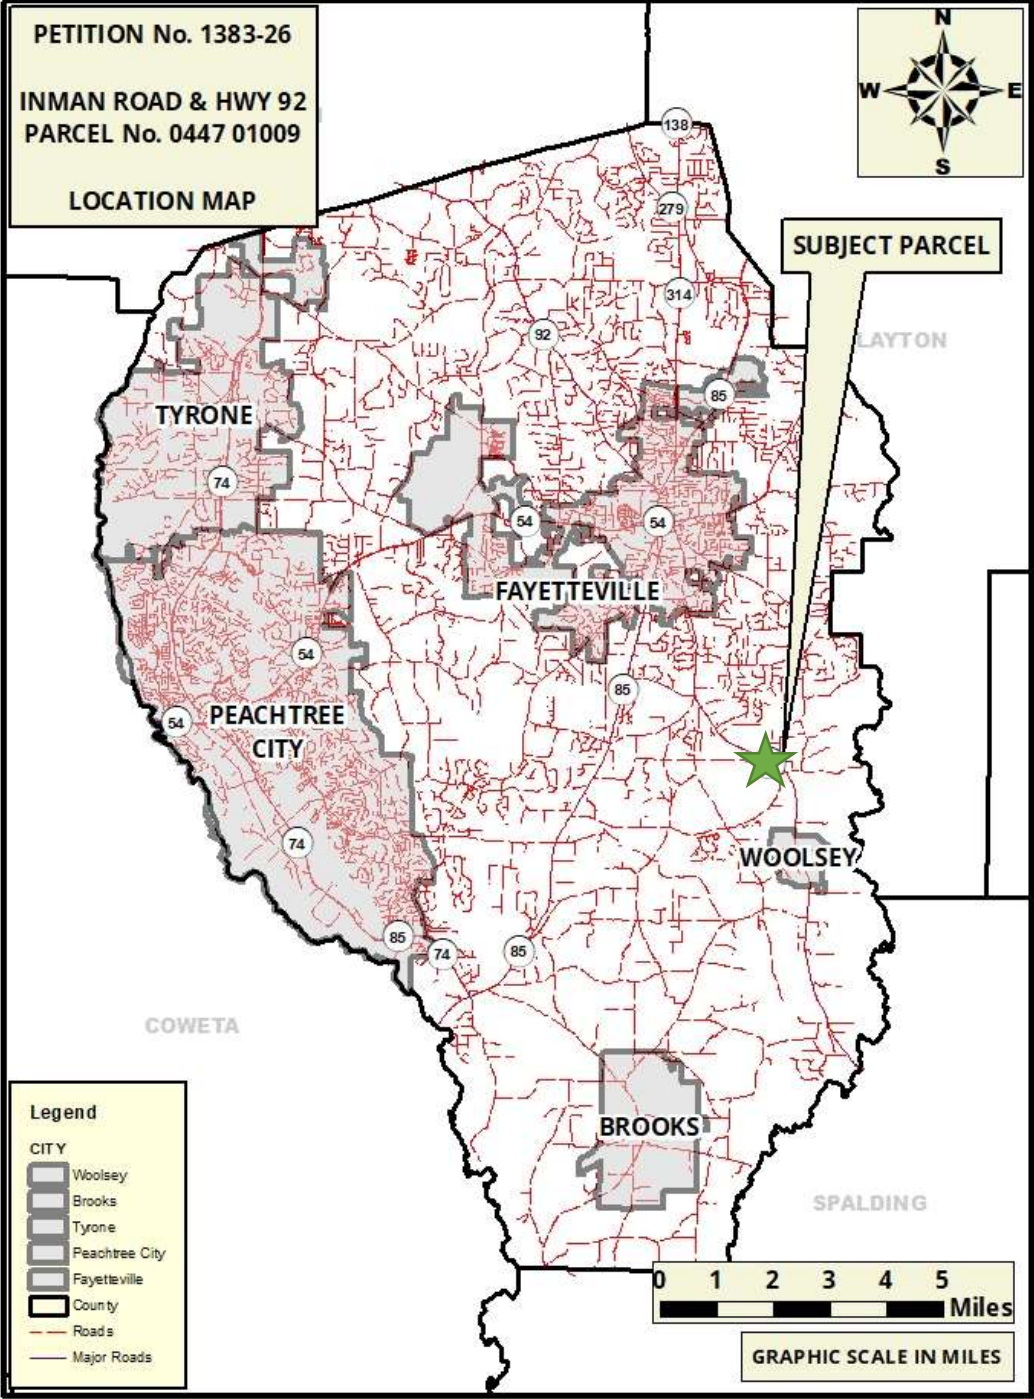 PETITION No. 1383-26
INMAN ROAD & HWY 92
PARCEL No. 0447 01009
LOCATION MAP
N
W
E
S
138
279
SUBJECT PARCEL
314
92
LAYTON
85
TYRONE
74
54
54
FAYETTEVILLE
54
85
54
PEACHTREE
CITY
74
WOOLSEY
85
74
85
COWETA
BROOKS
SPALDING
Legend
CITY
Woolsey
Brooks
Tyrone
Peachtree City
Fayetteville
County
Roads
Major Roads
0 1 2 3 4 5
Miles
GRAPHIC SCALE IN MILES